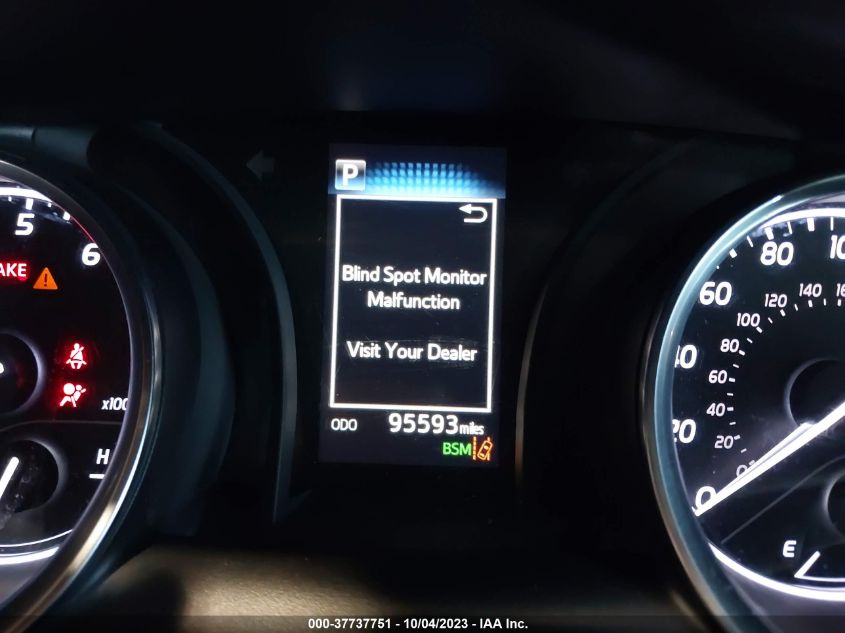 P
Blind Spot Monitor
Malfunction
Visit Your Dealer
ODO 95593 miles
BSM
5
6
AKE
x100
H
80
60
40
20
0
140
120
100
80
60
40
20
0
E
000-37737751 - 10/04/2023 - IAA Inc.